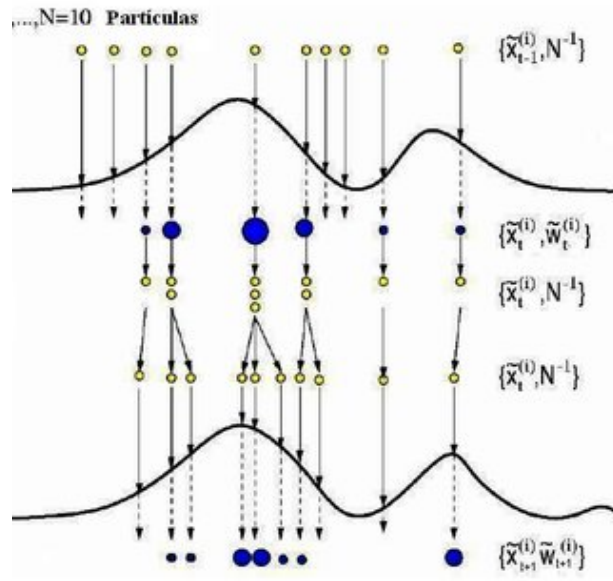 ,...,N=10 Partículas
{x̃ₜ₋₁⁽ⁱ⁾,N⁻¹}
{x̃ₜ⁽ⁱ⁾,w̃ₜ⁽ⁱ⁾}
{x̃ₜ⁽ⁱ⁾,N⁻¹}
{x̃ₜ⁽ⁱ⁾,N⁻¹}
{x̃ₜ₊₁⁽ⁱ⁾ w̃ₜ₊₁⁽ⁱ⁾}